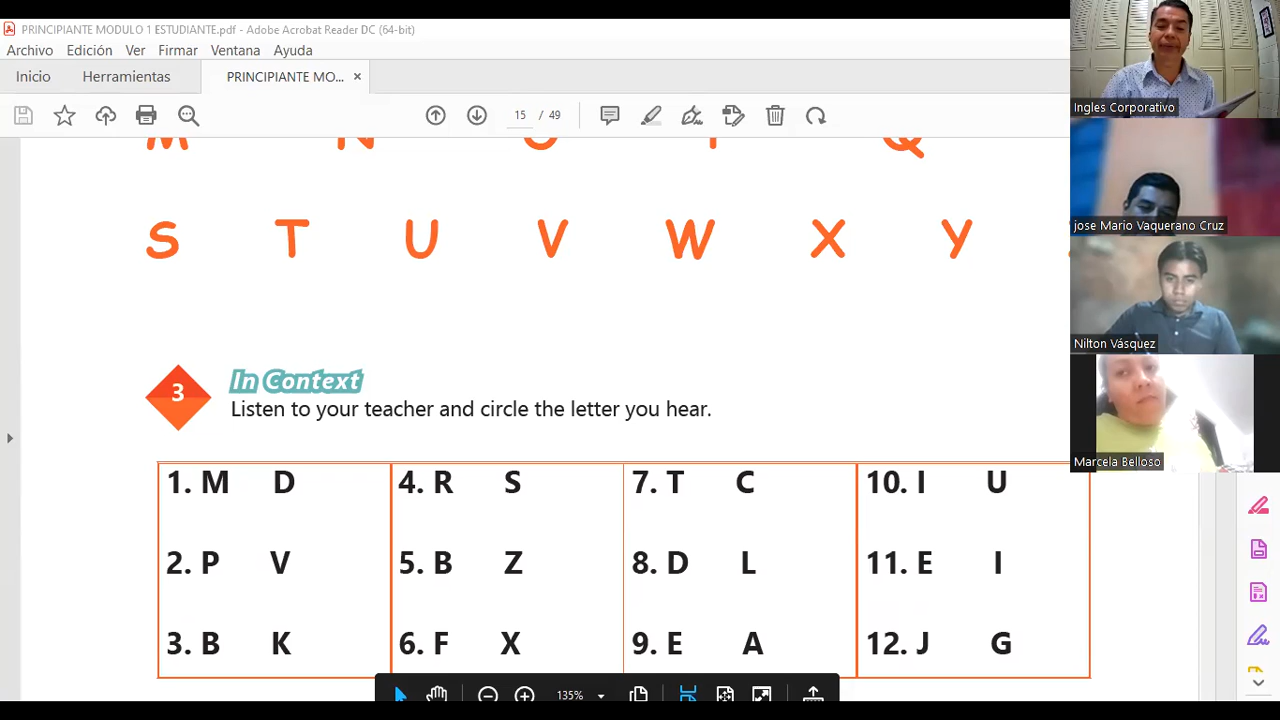 PRINCIPIANTE MODULO 1 ESTUDIANTE.pdf - Adobe Acrobat Reader DC (64-bit)
Archivo Edición Ver Firmar Ventana Ayuda
Inicio Herramientas PRINCIPIANTE MO... ×
15 / 49
Ingles Corporativo
M N O P Q
S T U V W X Y
jose Mario Vaquerano Cruz
Nilton Vásquez
3 In Context
Listen to your teacher and circle the letter you hear.
Marcela Belloso
1. M D 4. R S 7. T C 10. I U
2. P V 5. B Z 8. D L 11. E I
3. B K 6. F X 9. E A 12. J G
135%